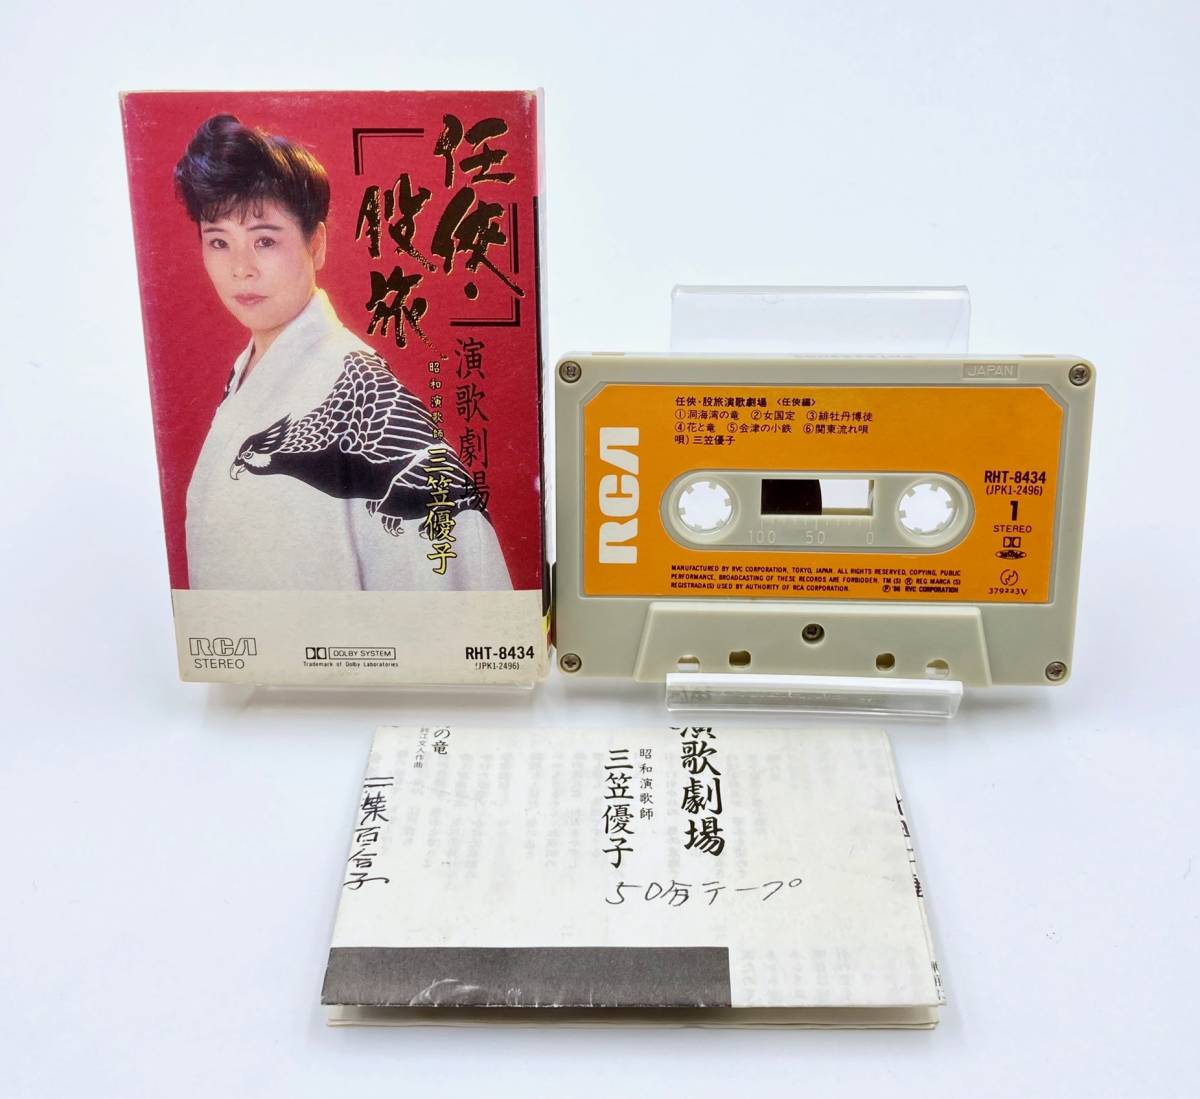 「任侠・
股旅」
演歌劇場
昭和演歌師
三笠優子
RCA
STEREO
DOLBY SYSTEM
Trademark of Dolby Laboratories
RHT-8434
(JPK1-2496)
JAPAN
任侠・股旅演歌劇場 〈任侠編〉
①洞海湾の竜 ②女国定 ③緋牡丹博徒
④花と竜 ⑤会津の小鉄 ⑥関東流れ唄
唄)三笠優子
RCA
RHT-8434
(JPK1-2496)
1
STEREO
100 50 0
MANUFACTURED BY RVC CORPORATION, TOKYO, JAPAN. ALL RIGHTS RESERVED, COPYING, PUBLIC
PERFORMANCE, BROADCASTING OF THESE RECORDS ARE FORBIDDEN. TM(S) ® REG. MARCA(S)
REGISTRADA(S) USED BY AUTHORITY OF RCA CORPORATION. ℗'86 RVC CORPORATION
379223V
演歌劇場
昭和演歌師
三笠優子
50分テープ
の竜
文人作曲
百合子